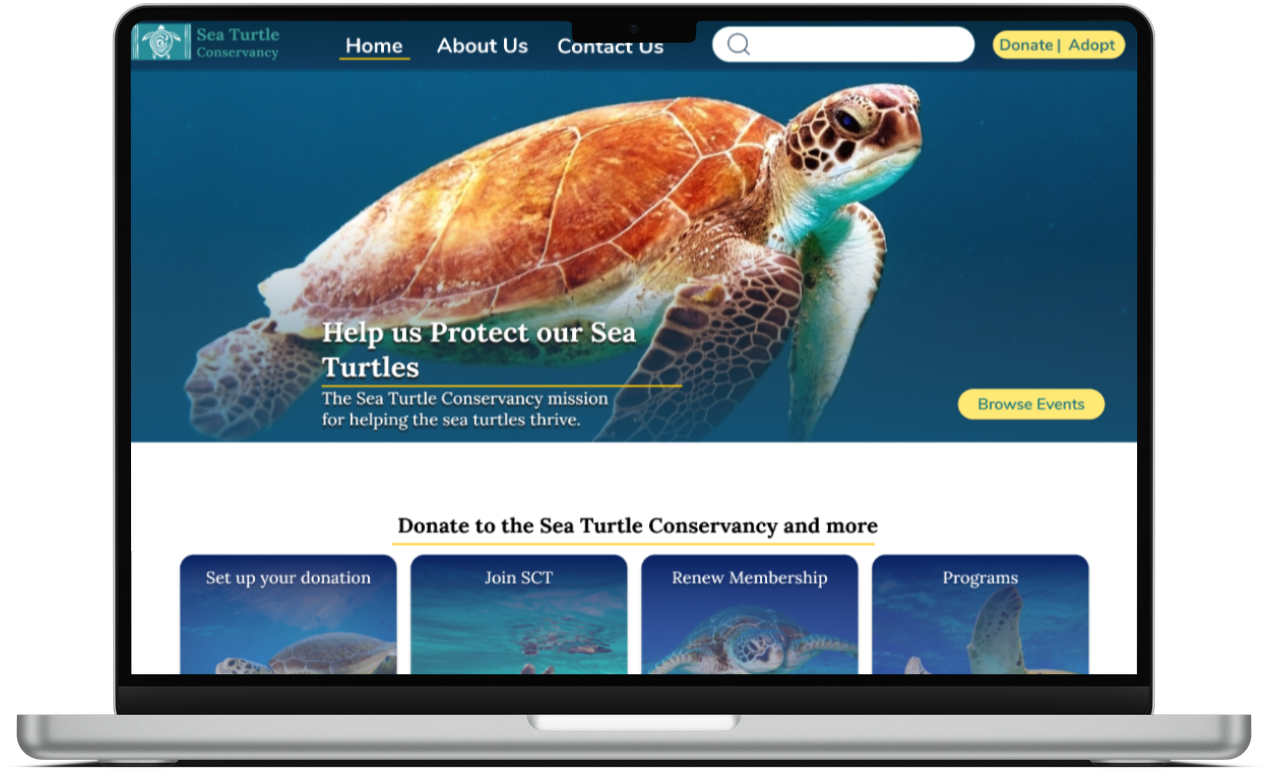 Sea Turtle
Conservancy
Home
About Us
Contact Us
Donate | Adopt
Help us Protect our Sea
Turtles
The Sea Turtle Conservancy mission
for helping the sea turtles thrive.
Browse Events
Donate to the Sea Turtle Conservancy and more
Set up your donation
Join SCT
Renew Membership
Programs